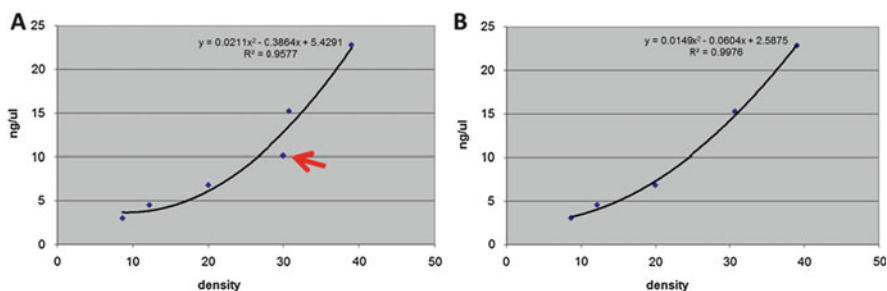 A
y = 0.0211x² - 0.3864x + 5.4291
R² = 0.9577
25
20
15
10
5
0
ng/ul
0 10 20 30 40 50
density
B
y = 0.0149x² - 0.0604x + 2.5875
R² = 0.9976
25
20
15
10
5
0
ng/ul
0 10 20 30 40 50
density